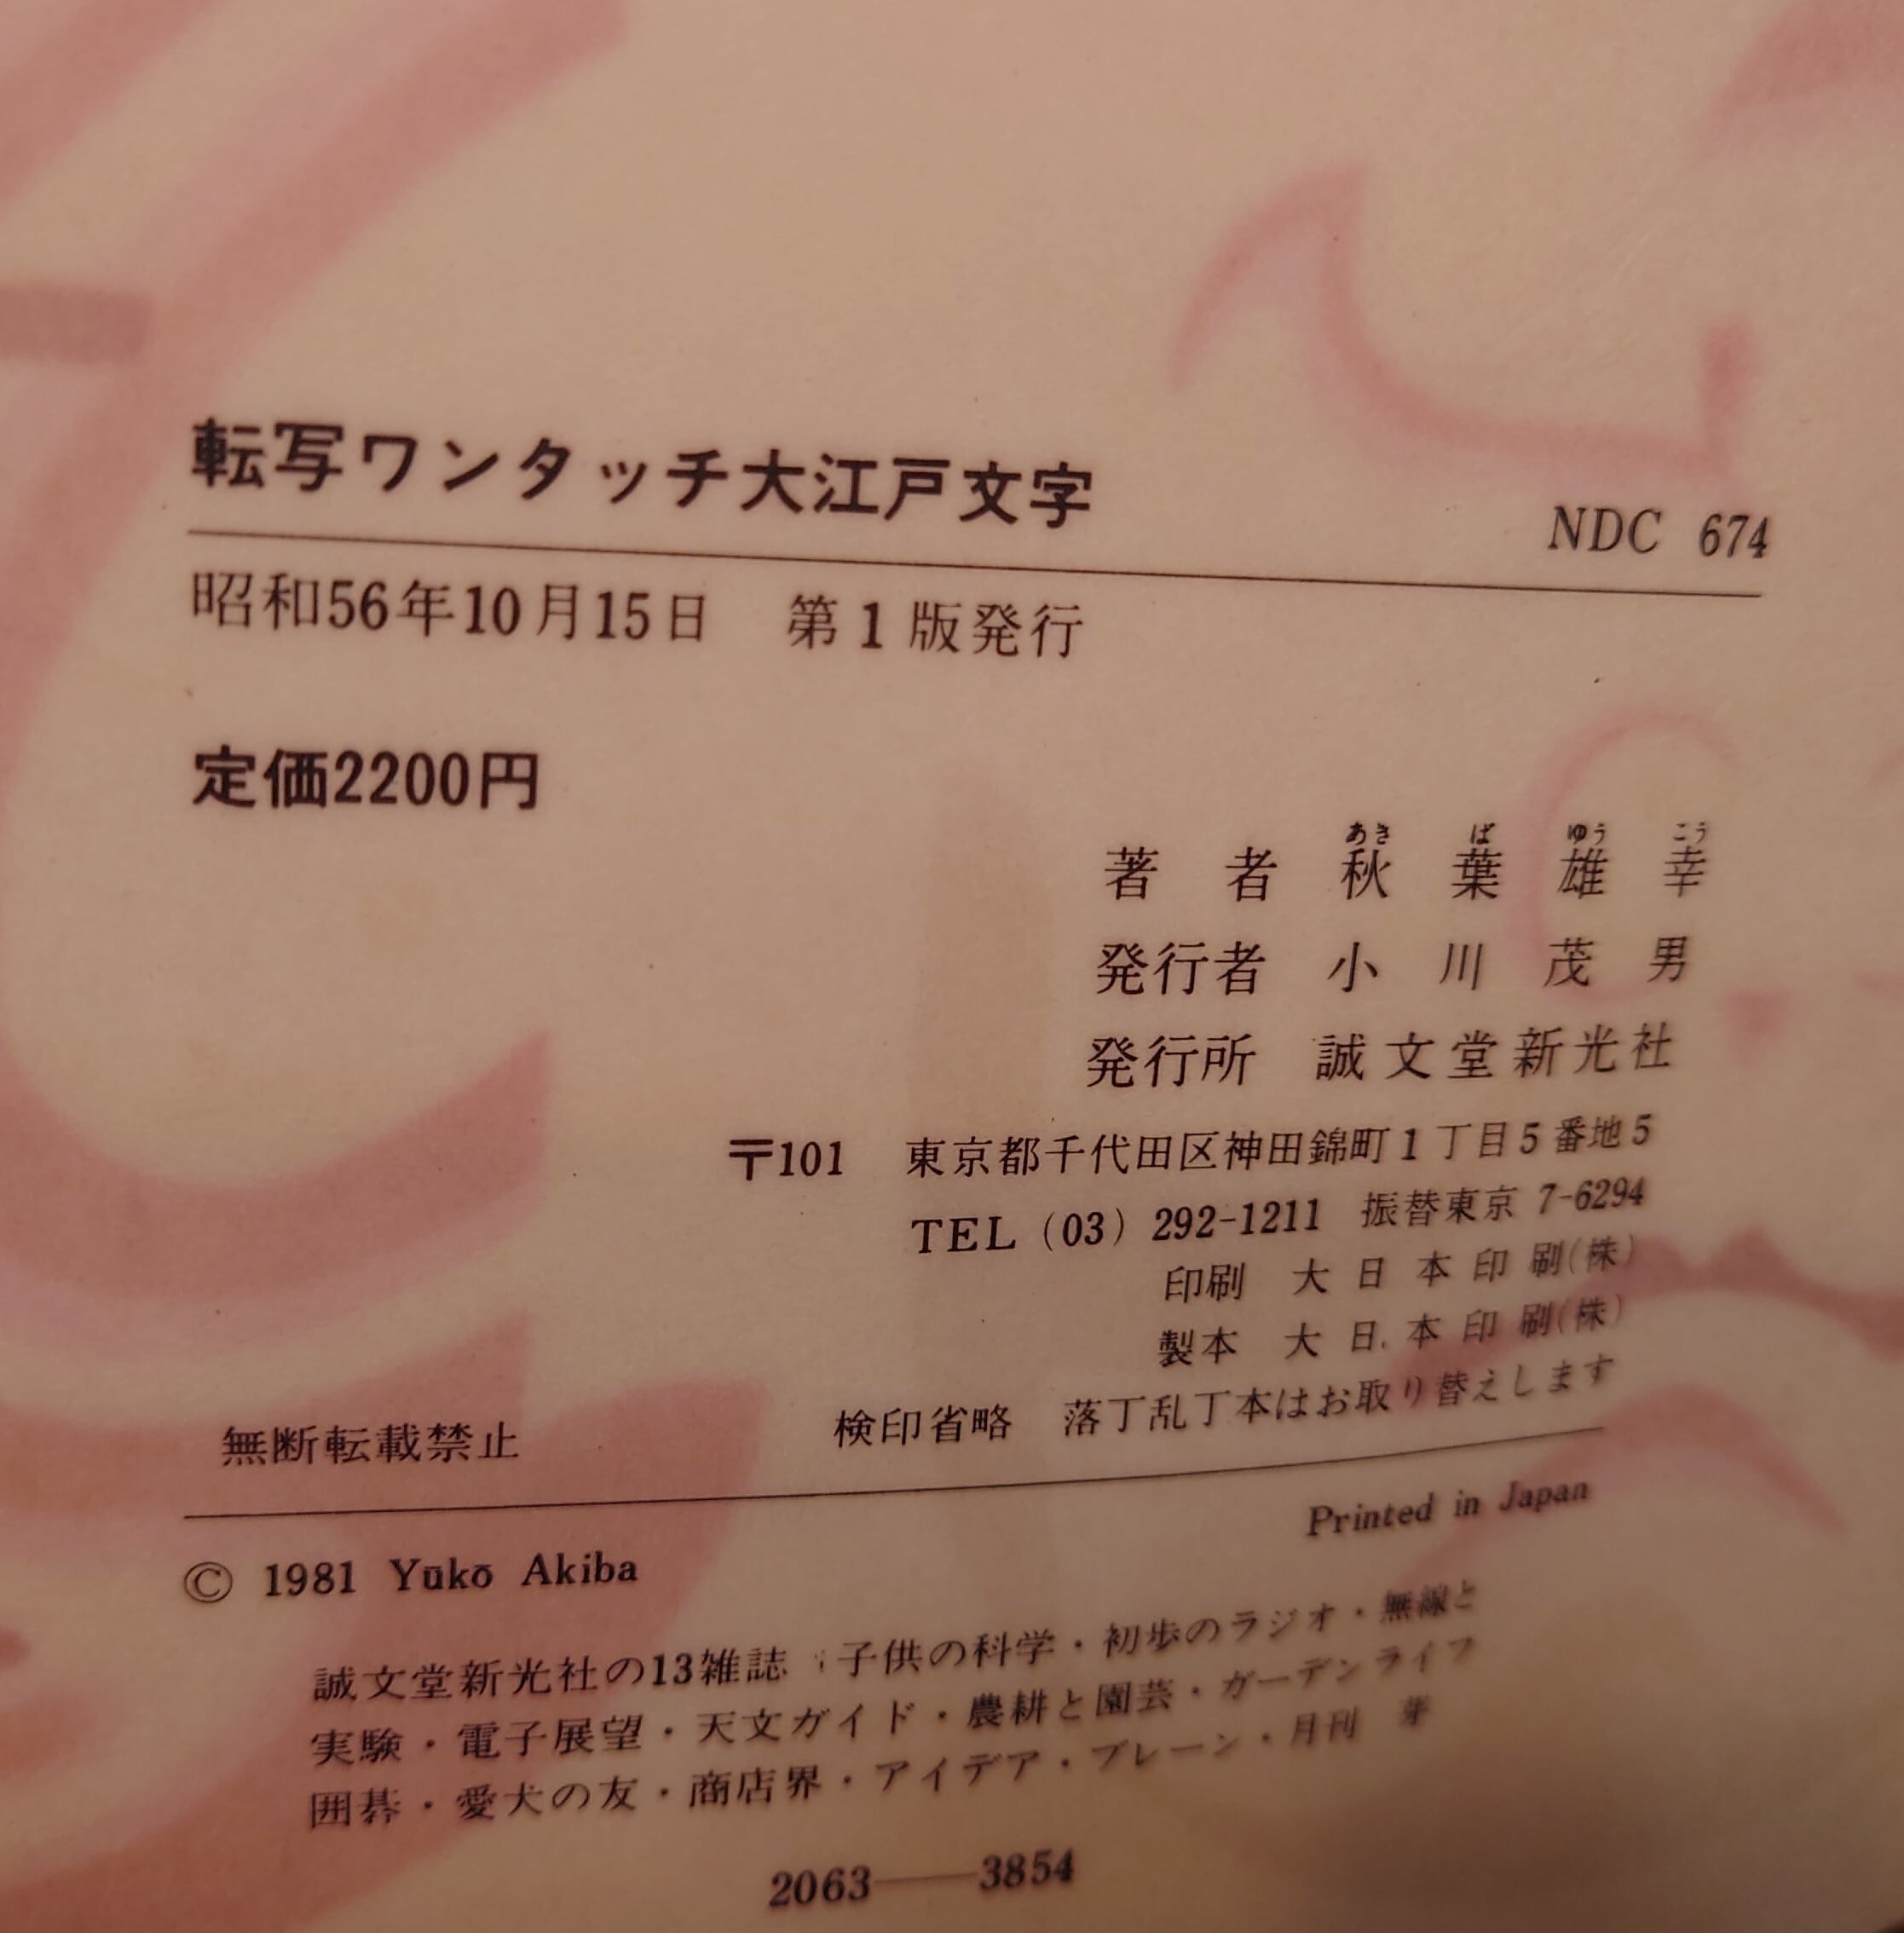 転写ワンタッチ大江戸文字
NDC 674
昭和56年10月15日 第1版発行
定価2200円
あき ば ゆう こう
著 者 秋 葉 雄 幸
発行者 小 川 茂 男
発行所 誠文堂新光社
〒101 東京都千代田区神田錦町1丁目5番地5
TEL (03) 292-1211 振替東京 7-6294
印刷 大日本印刷(株)
製本 大日本印刷(株)
無断転載禁止 検印省略 落丁乱丁本はお取り替えします
Printed in Japan
© 1981 Yūkō Akiba
誠文堂新光社の13雑誌 子供の科学・初歩のラジオ・無線と
実験・電子展望・天文ガイド・農耕と園芸・ガーデンライフ
囲碁・愛犬の友・商店界・アイデア・ブレーン・月刊
2063──3854